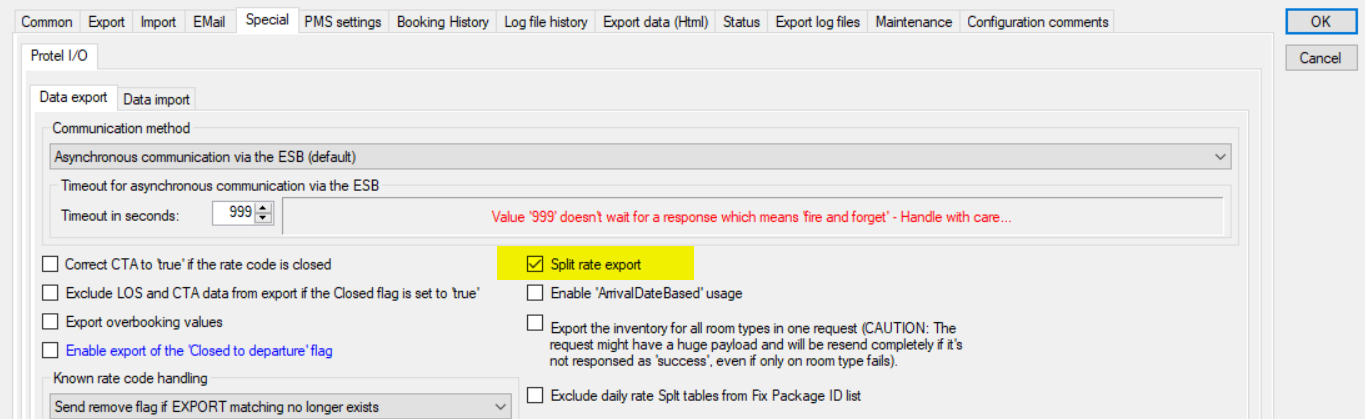 Common Export Import EMail Special PMS settings Booking History Log file history Export data (Html) Status Export log files Maintenance Configuration comments
OK
Cancel
Protel I/O
Data export Data import
Communication method
Asynchronous communication via the ESB (default)
Timeout for asynchronous communication via the ESB
Timeout in seconds: 999 Value '999' doesn't wait for a response which means 'fire and forget' - Handle with care...
Correct CTA to 'true' if the rate code is closed
Exclude LOS and CTA data from export if the Closed flag is set to 'true'
Export overbooking values
Enable export of the 'Closed to departure' flag
Known rate code handling
Send remove flag if EXPORT matching no longer exists
Split rate export
Enable 'ArrivalDateBased' usage
Export the inventory for all room types in one request (CAUTION: The
request might have a huge payload and will be resend completely if it's
not responsed as 'success', even if only on room type fails).
Exclude daily rate Splt tables from Fix Package ID list